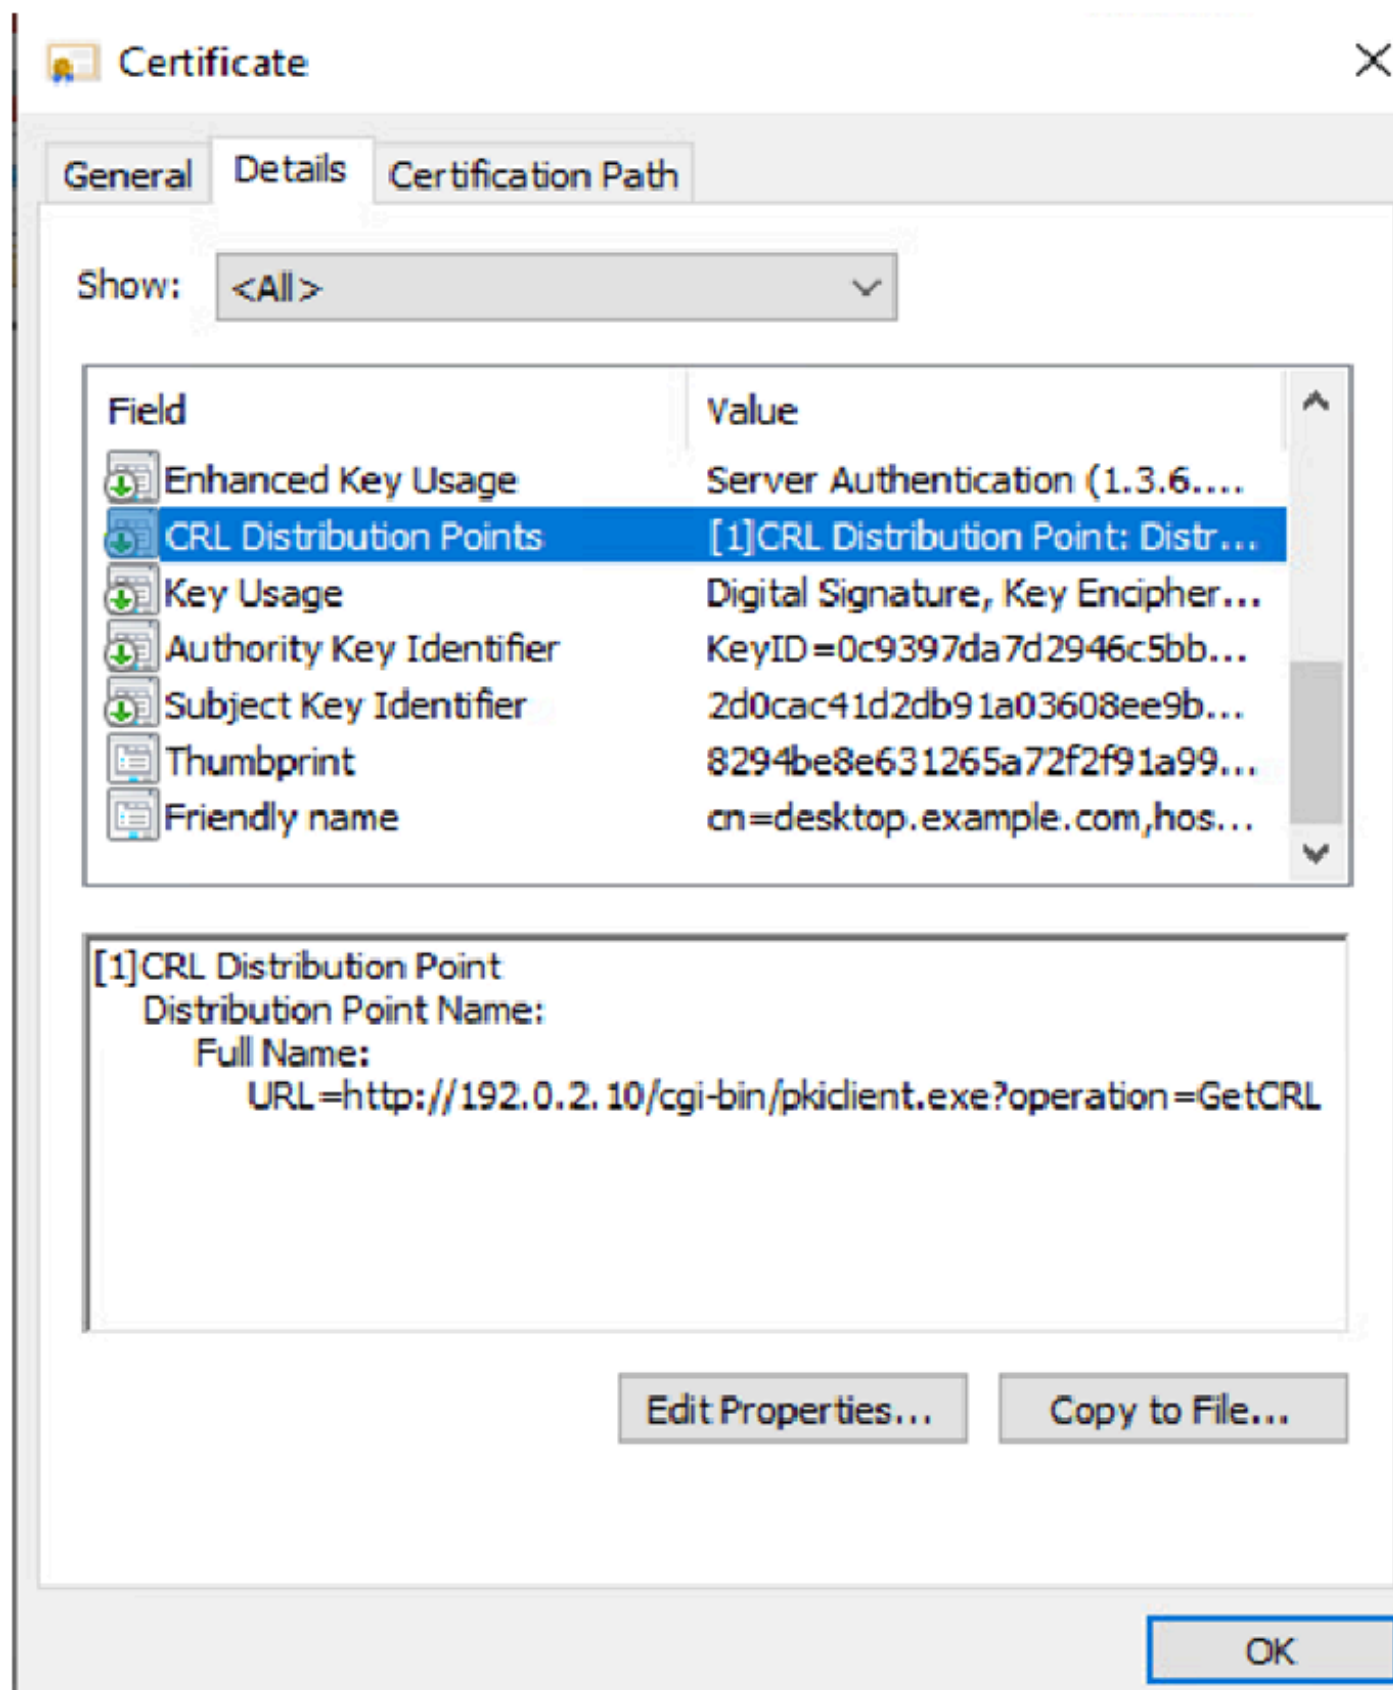 Certificate
General Details Certification Path
Show: <All>
Field Value
Enhanced Key Usage Server Authentication (1.3.6....
CRL Distribution Points [1]CRL Distribution Point: Distr...
Key Usage Digital Signature, Key Encipher...
Authority Key Identifier KeyID=0c9397da7d2946c5bb...
Subject Key Identifier 2d0cac41d2db91a03608ee9b...
Thumbprint 8294be8e631265a72f2f91a99...
Friendly name cn=desktop.example.com,hos...
[1]CRL Distribution Point
Distribution Point Name:
Full Name:
URL=http://192.0.2.10/cgi-bin/pkiclient.exe?operation=GetCRL
Edit Properties... Copy to File...
OK